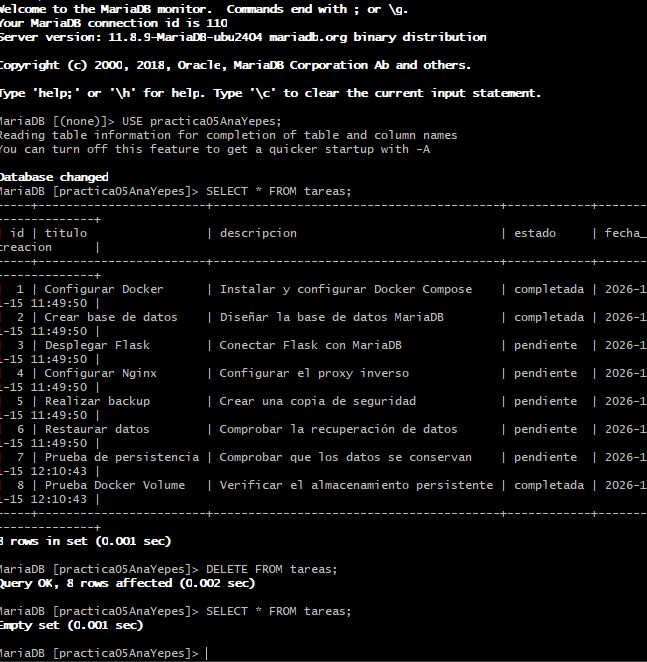 Welcome to the MariaDB monitor.  Commands end with ; or \g.
Your MariaDB connection id is 110
Server version: 11.8.9-MariaDB-ubu2404 mariadb.org binary distribution

Copyright (c) 2000, 2018, Oracle, MariaDB Corporation Ab and others.

Type 'help;' or '\h' for help. Type '\c' to clear the current input statement.

MariaDB [(none)]> USE practica05AnaYepes;
Reading table information for completion of table and column names
You can turn off this feature to get a quicker startup with -A

Database changed
MariaDB [practica05AnaYepes]> SELECT * FROM tareas;
-----+------------------------+----------------------------------------+------------+-------
--------------+
  id | titulo                 | descripcion                            | estado     | fecha_
creacion      |
-----+------------------------+----------------------------------------+------------+-------
--------------+
   1 | Configurar Docker      | Instalar y configurar Docker Compose   | completada | 2026-1
1-15 11:49:50 |
   2 | Crear base de datos    | Diseñar la base de datos MariaDB       | completada | 2026-1
1-15 11:49:50 |
   3 | Desplegar Flask        | Conectar Flask con MariaDB             | pendiente  | 2026-1
1-15 11:49:50 |
   4 | Configurar Nginx       | Configurar el proxy inverso            | pendiente  | 2026-1
1-15 11:49:50 |
   5 | Realizar backup        | Crear una copia de seguridad           | pendiente  | 2026-1
1-15 11:49:50 |
   6 | Restaurar datos        | Comprobar la recuperación de datos     | pendiente  | 2026-1
1-15 11:49:50 |
   7 | Prueba de persistencia | Comprobar que los datos se conservan   | pendiente  | 2026-1
1-15 12:10:43 |
   8 | Prueba Docker Volume   | Verificar el almacenamiento persistente | completada | 2026-1
1-15 12:10:43 |
-----+------------------------+----------------------------------------+------------+-------
--------------+
8 rows in set (0.001 sec)

MariaDB [practica05AnaYepes]> DELETE FROM tareas;
Query OK, 8 rows affected (0.002 sec)

MariaDB [practica05AnaYepes]> SELECT * FROM tareas;
Empty set (0.001 sec)

MariaDB [practica05AnaYepes]>